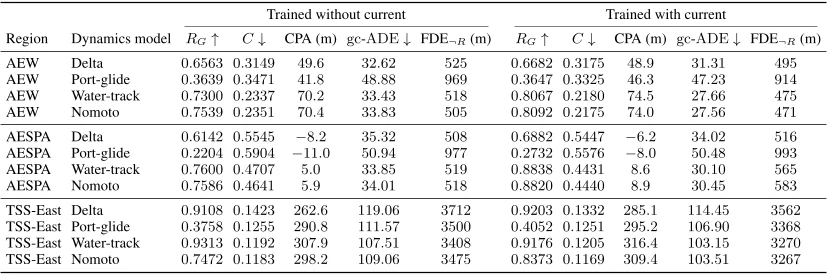 Trained without current Trained with current
Region Dynamics model R_G ↑ C ↓ CPA (m) gc-ADE ↓ FDE¬R (m) R_G ↑ C ↓ CPA (m) gc-ADE ↓ FDE¬R (m)
AEW Delta 0.6563 0.3149 49.6 32.62 525 0.6682 0.3175 48.9 31.31 495
AEW Port-glide 0.3639 0.3471 41.8 48.88 969 0.3647 0.3325 46.3 47.23 914
AEW Water-track 0.7300 0.2337 70.2 33.43 518 0.8067 0.2180 74.5 27.66 475
AEW Nomoto 0.7539 0.2351 70.4 33.83 505 0.8092 0.2175 74.0 27.56 471
AESPA Delta 0.6142 0.5545 −8.2 35.32 508 0.6882 0.5447 −6.2 34.02 516
AESPA Port-glide 0.2204 0.5904 −11.0 50.94 977 0.2732 0.5576 −8.0 50.48 993
AESPA Water-track 0.7600 0.4707 5.0 33.85 519 0.8838 0.4431 8.6 30.10 565
AESPA Nomoto 0.7586 0.4641 5.9 34.01 518 0.8820 0.4440 8.9 30.45 583
TSS-East Delta 0.9108 0.1423 262.6 119.06 3712 0.9203 0.1332 285.1 114.45 3562
TSS-East Port-glide 0.3758 0.1255 290.8 111.57 3500 0.4052 0.1251 295.2 106.90 3368
TSS-East Water-track 0.9313 0.1192 307.9 107.51 3408 0.9176 0.1205 316.4 103.15 3270
TSS-East Nomoto 0.7472 0.1183 298.2 109.06 3475 0.8373 0.1169 309.4 103.51 3267